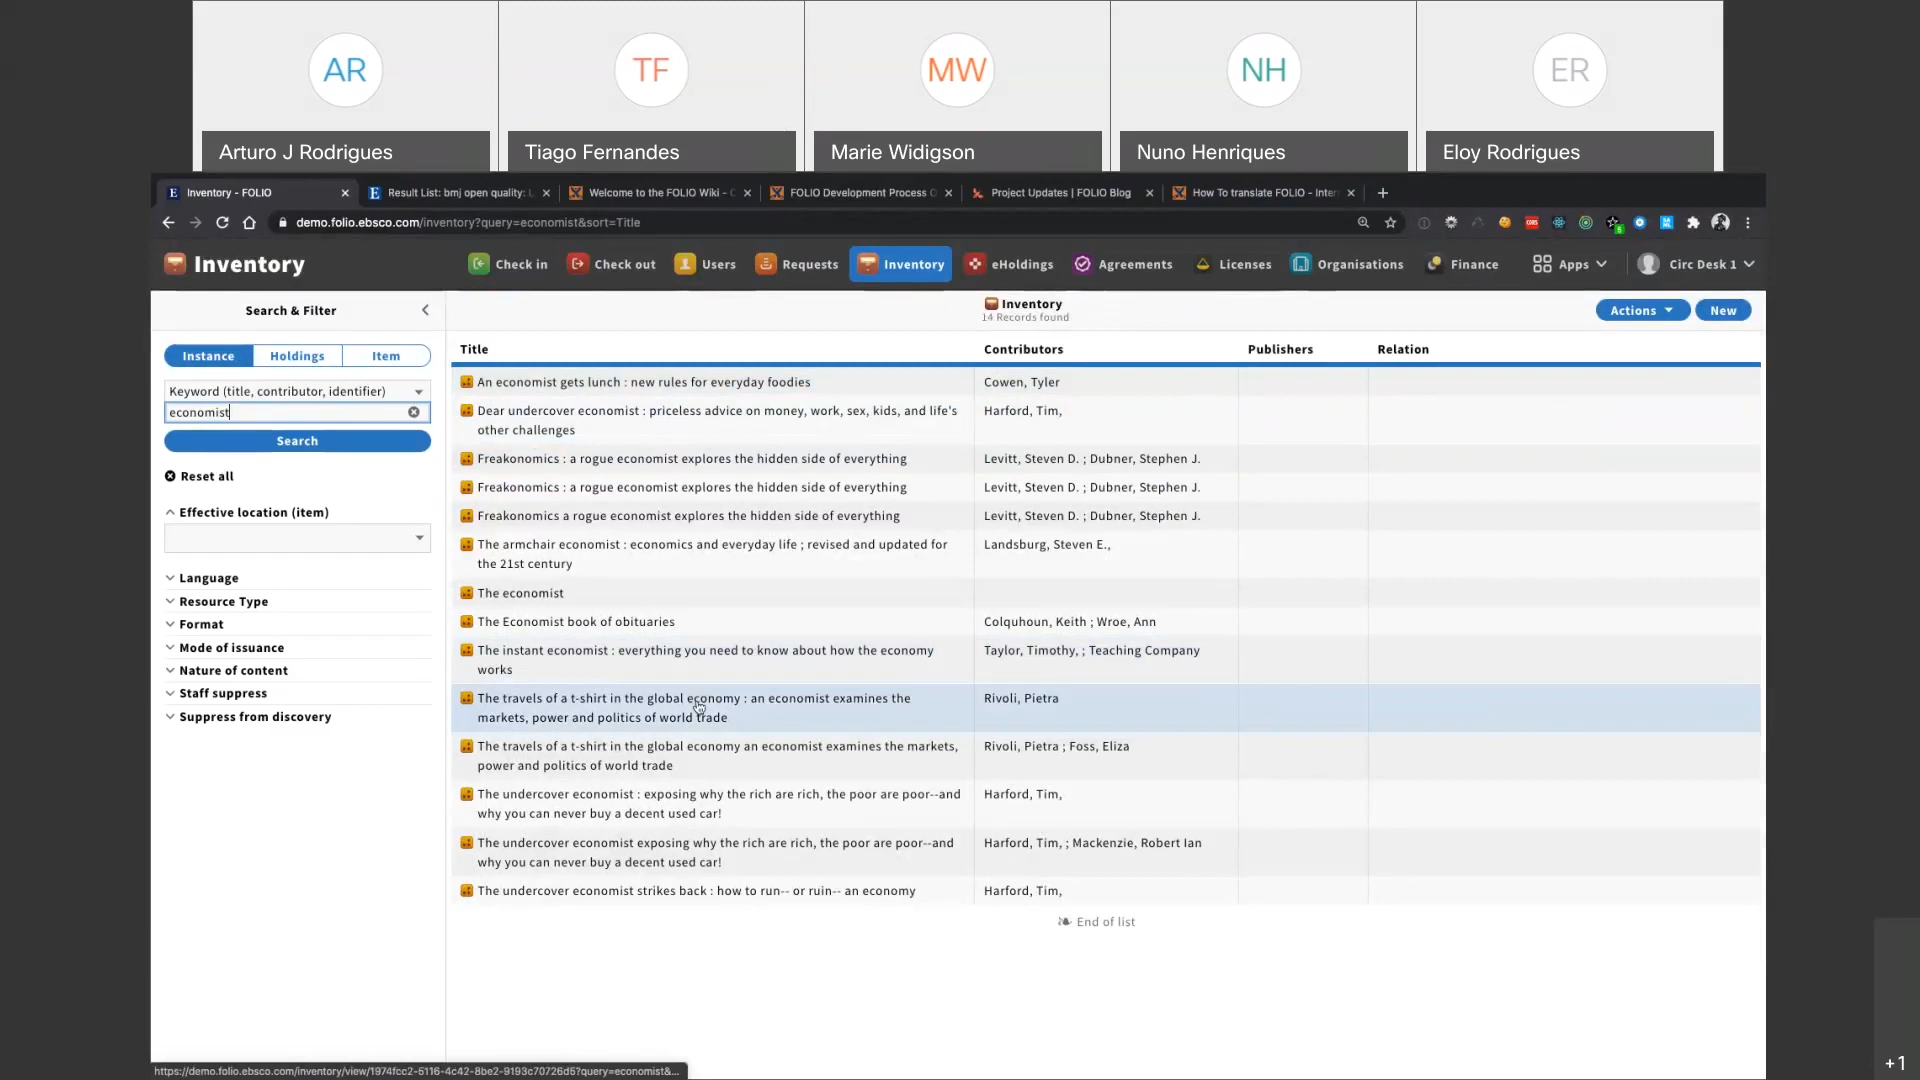 AR
TF
MW
NH
ER
Arturo J Rodrigues
Tiago Fernandes
Marie Widigson
Nuno Henriques
Eloy Rodrigues
Inventory - FOLIO
Result List: bmj open quality:
Welcome to the FOLIO Wiki -
FOLIO Development Process
Project Updates | FOLIO Blog
How To translate FOLIO - Inter
demo.folio.ebsco.com/inventory?query=economist&sort=Title
Inventory
Check in
Check out
Users
Requests
Inventory
eHoldings
Agreements
Licenses
Organisations
Finance
Apps
Circ Desk 1
Search & Filter
Inventory
14 Records found
Actions
New
Instance
Holdings
Item
Keyword (title, contributor, identifier)
economist
Search
Reset all
Effective location (item)
Language
Resource Type
Format
Mode of issuance
Nature of content
Staff suppress
Suppress from discovery
Title Contributors Publishers Relation
An economist gets lunch : new rules for everyday foodies Cowen, Tyler
Dear undercover economist : priceless advice on money, work, sex, kids, and life's Harford, Tim,
other challenges
Freakonomics : a rogue economist explores the hidden side of everything Levitt, Steven D. ; Dubner, Stephen J.
Freakonomics : a rogue economist explores the hidden side of everything Levitt, Steven D. ; Dubner, Stephen J.
Freakonomics a rogue economist explores the hidden side of everything Levitt, Steven D. ; Dubner, Stephen J.
The armchair economist : economics and everyday life ; revised and updated for Landsburg, Steven E.,
the 21st century
The economist
The Economist book of obituaries Colquhoun, Keith ; Wroe, Ann
The instant economist : everything you need to know about how the economy Taylor, Timothy, ; Teaching Company
works
The travels of a t-shirt in the global economy : an economist examines the Rivoli, Pietra
markets, power and politics of world trade
The travels of a t-shirt in the global economy an economist examines the markets, Rivoli, Pietra ; Foss, Eliza
power and politics of world trade
The undercover economist : exposing why the rich are rich, the poor are poor--and Harford, Tim,
why you can never buy a decent used car!
The undercover economist exposing why the rich are rich, the poor are poor--and Harford, Tim, ; Mackenzie, Robert Ian
why you can never buy a decent used car!
The undercover economist strikes back : how to run-- or ruin-- an economy Harford, Tim,
End of list
https://demo.folio.ebsco.com/inventory/view/1974fcc2-5116-4c42-8be2-9193c70726d5?query=economist&...
+1